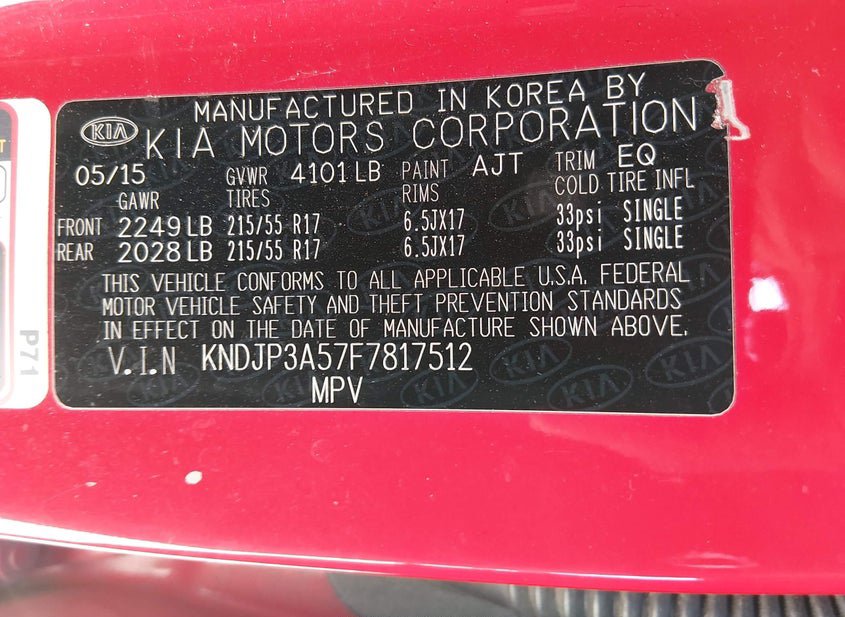 MANUFACTURED IN KOREA BY
KIA KIA MOTORS CORPORATION
05/15 GVWR 4101 LB PAINT AJT TRIM EQ
GAWR TIRES RIMS COLD TIRE INFL
FRONT 2249 LB 215/55 R17 6.5JX17 33psi SINGLE
REAR 2028 LB 215/55 R17 6.5JX17 33psi SINGLE
THIS VEHICLE CONFORMS TO ALL APPLICABLE U.S.A. FEDERAL
MOTOR VEHICLE SAFETY AND THEFT PREVENTION STANDARDS
IN EFFECT ON THE DATE OF MANUFACTURE SHOWN ABOVE.
V.I.N KNDJP3A57F7817512
MPV
P71